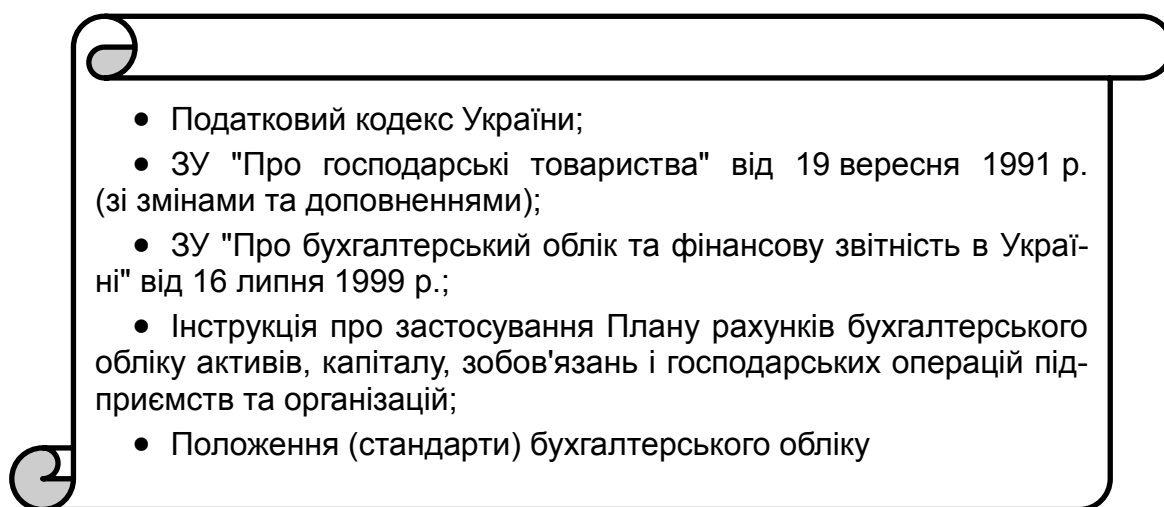 • Податковий кодекс України;
• ЗУ "Про господарські товариства" від 19 вересня 1991 р.
(зі змінами та доповненнями);
• ЗУ "Про бухгалтерський облік та фінансову звітність в Украї-
ні" від 16 липня 1999 р.;
• Інструкція про застосування Плану рахунків бухгалтерського
обліку активів, капіталу, зобов'язань і господарських операцій під-
приємств та організацій;
• Положення (стандарти) бухгалтерського обліку